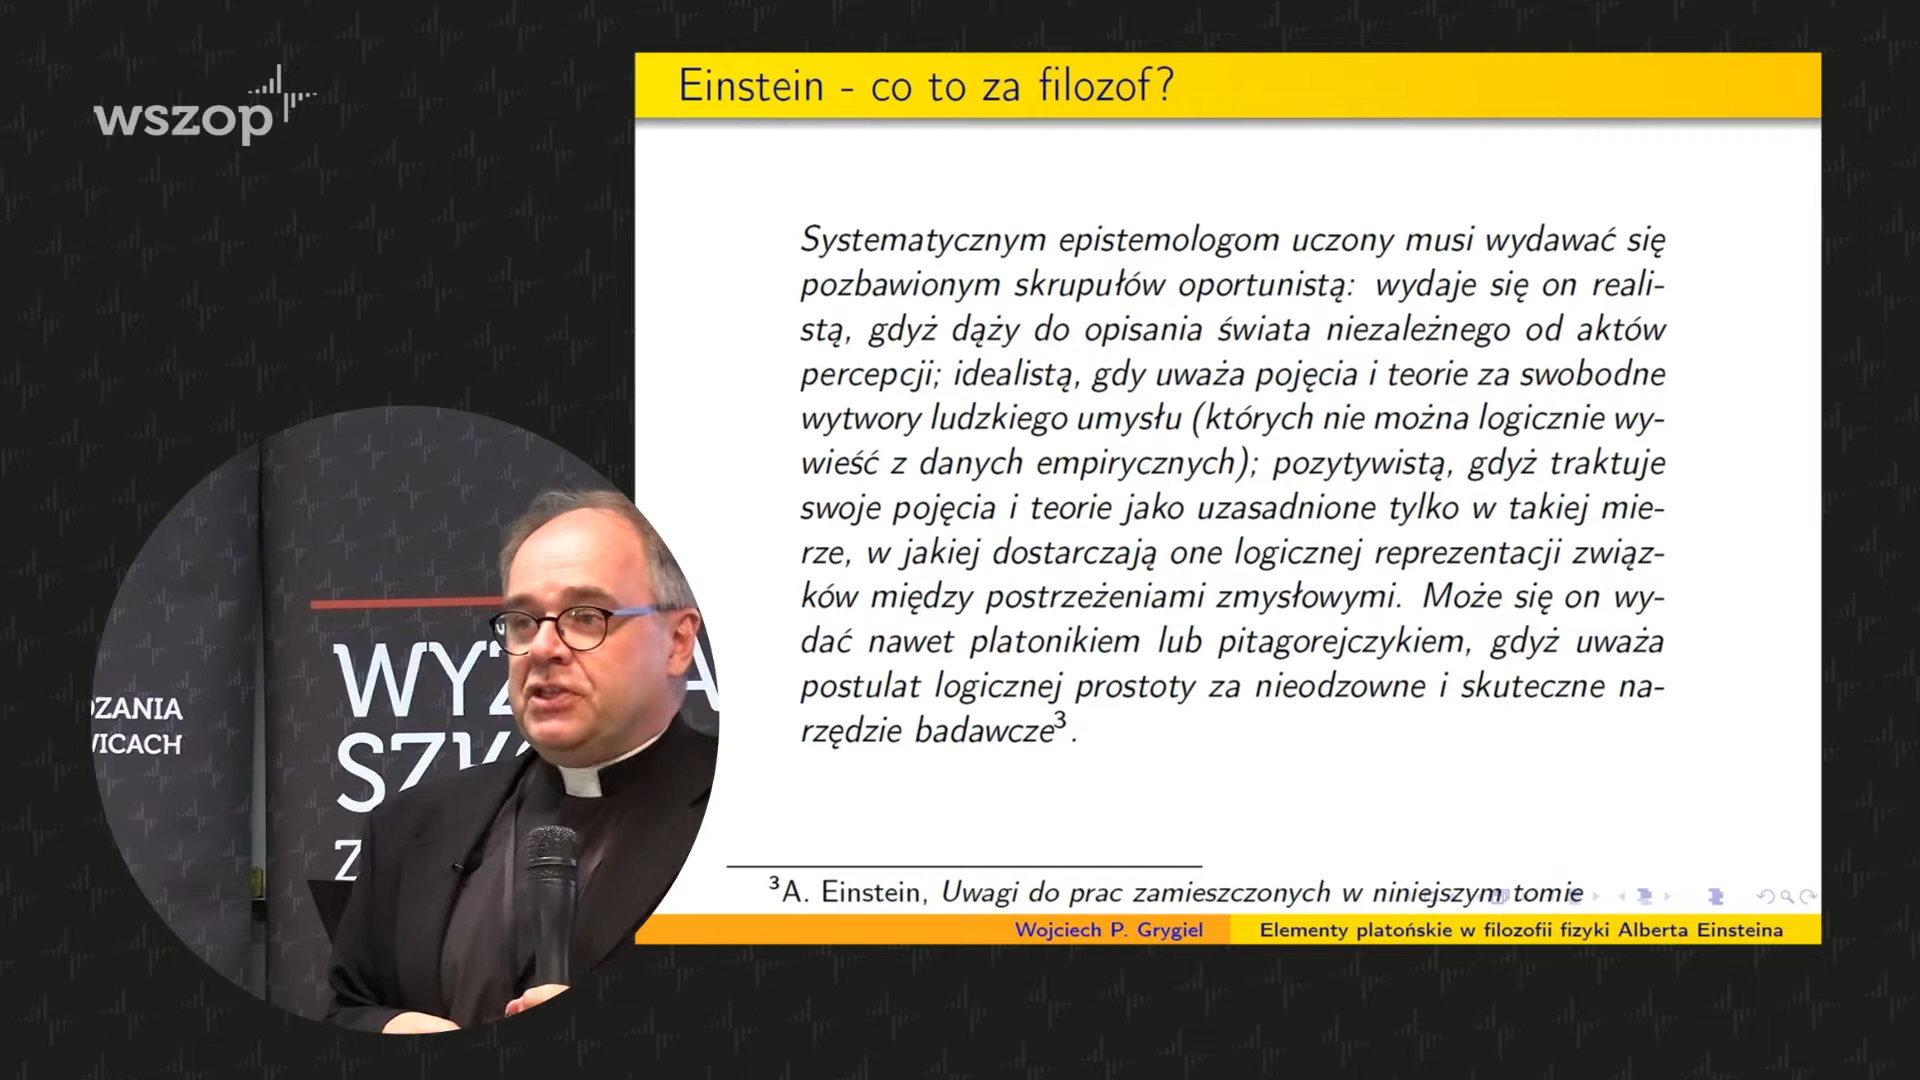 wszop
Einstein - co to za filozof?
Systematycznym epistemologom uczony musi wydawać się
pozbawionym skrupułów oportunistą: wydaje się on reali-
stą, gdyż dąży do opisania świata niezależnego od aktów
percepcji; idealistą, gdy uważa pojęcia i teorie za swobodne
wytwory ludzkiego umysłu (których nie można logicznie wy-
wieść z danych empirycznych); pozytywistą, gdyż traktuje
swoje pojęcia i teorie jako uzasadnione tylko w takiej mie-
rze, w jakiej dostarczają one logicznej reprezentacji związ-
ków między postrzeżeniami zmysłowymi. Może się on wy-
dać nawet platonikiem lub pitagorejczykiem, gdyż uważa
postulat logicznej prostoty za nieodzowne i skuteczne na-
rzędzie badawcze³.
³A. Einstein, Uwagi do prac zamieszczonych w niniejszym tomie
Wojciech P. Grygiel
Elementy platońskie w filozofii fizyki Alberta Einsteina
DZANIA
WICACH